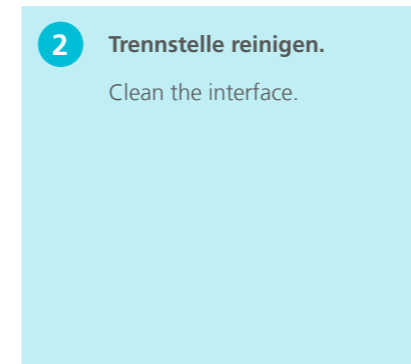 2 Trennstelle reinigen.
Clean the interface.